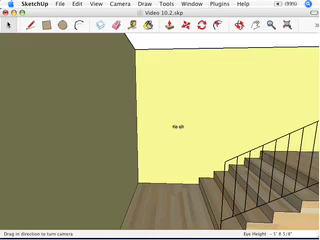 SketchUp File Edit View Camera Draw Tools Window Plugins Help (99%)
Video 10.2.skp
Drag in direction to turn camera
Eye Height